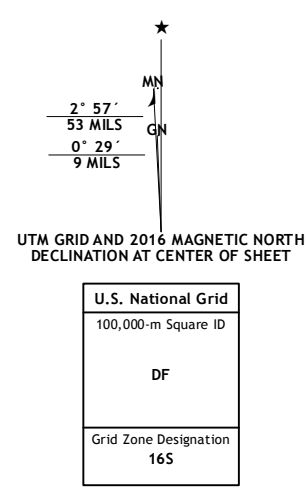 ★
MN
2° 57´
53 MILS
GN
0° 29´
9 MILS
UTM GRID AND 2016 MAGNETIC NORTH
DECLINATION AT CENTER OF SHEET
U.S. National Grid
100,000-m Square ID
DF
Grid Zone Designation
16S